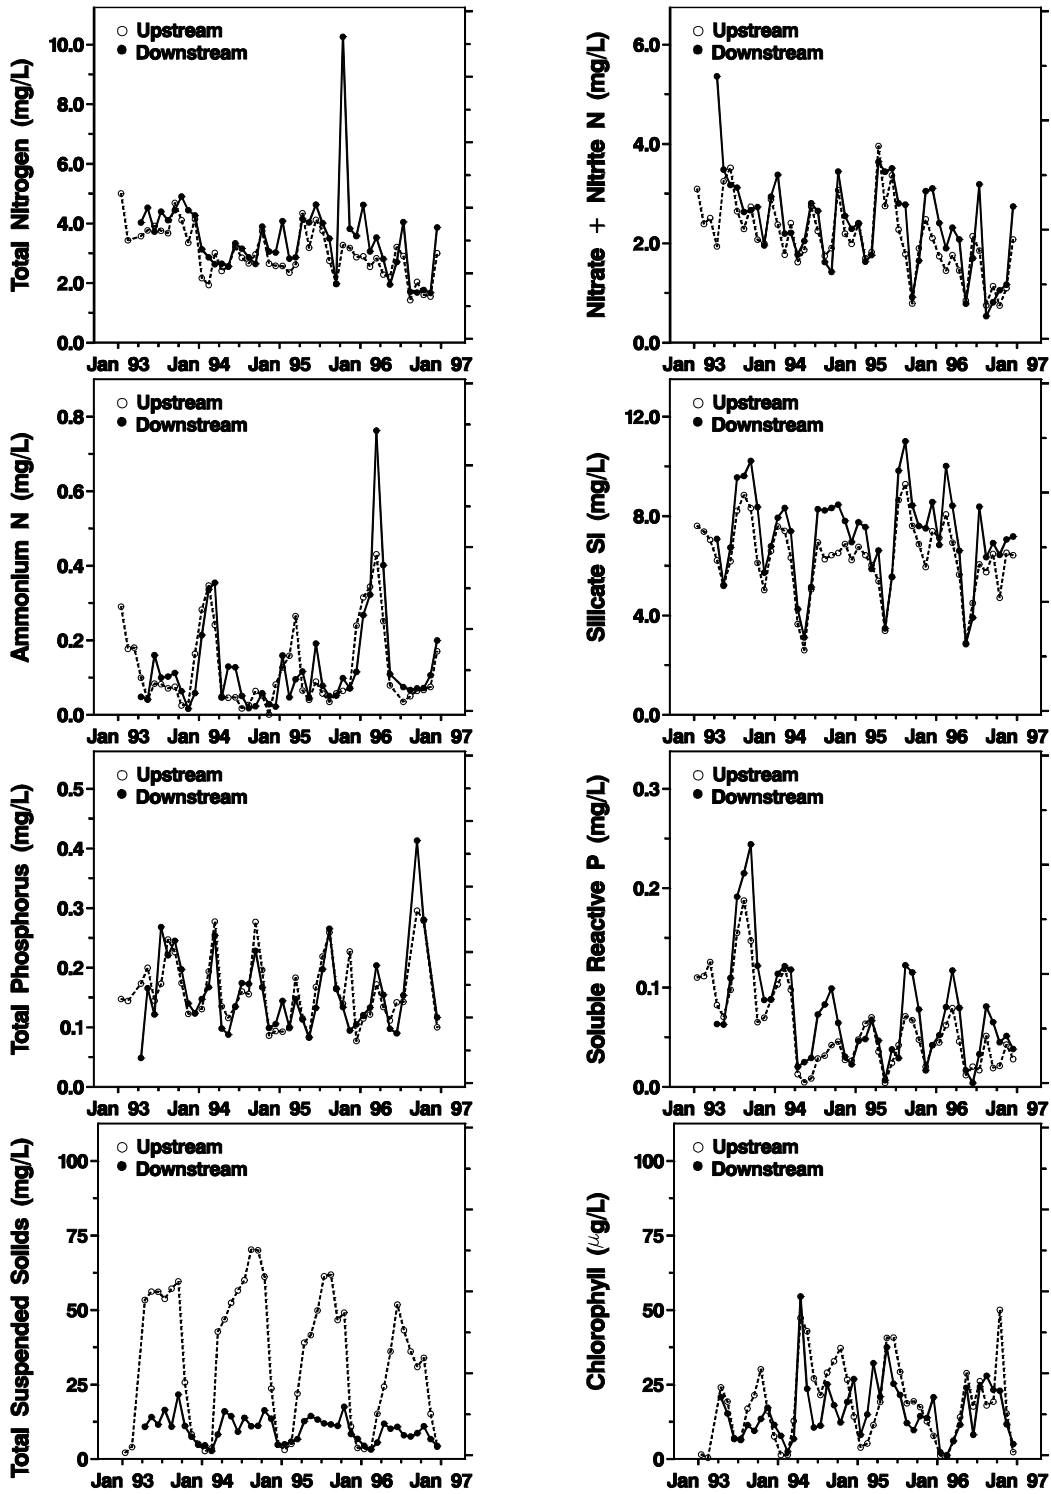 Total Nitrogen (mg/L)
Upstream
Downstream
10.0
8.0
6.0
4.0
2.0
0.0
Jan 93 Jan 94 Jan 95 Jan 96 Jan 97
Nitrate + Nitrite N (mg/L)
Upstream
Downstream
6.0
4.0
2.0
0.0
Jan 93 Jan 94 Jan 95 Jan 96 Jan 97
Ammonium N (mg/L)
Upstream
Downstream
0.8
0.6
0.4
0.2
0.0
Jan 93 Jan 94 Jan 95 Jan 96 Jan 97
Silicate Si (mg/L)
Upstream
Downstream
12.0
8.0
4.0
0.0
Jan 93 Jan 94 Jan 95 Jan 96 Jan 97
Total Phosphorus (mg/L)
Upstream
Downstream
0.5
0.4
0.3
0.2
0.1
0.0
Jan 93 Jan 94 Jan 95 Jan 96 Jan 97
Soluble Reactive P (mg/L)
Upstream
Downstream
0.3
0.2
0.1
0.0
Jan 93 Jan 94 Jan 95 Jan 96 Jan 97
Total Suspended Solids (mg/L)
Upstream
Downstream
100
75
50
25
0
Jan 93 Jan 94 Jan 95 Jan 96 Jan 97
Chlorophyll (μg/L)
Upstream
Downstream
100
75
50
25
0
Jan 93 Jan 94 Jan 95 Jan 96 Jan 97